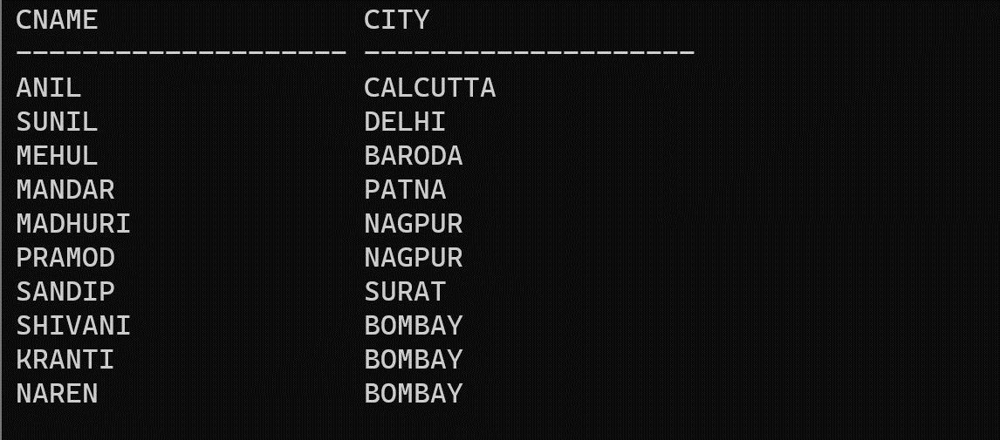 CNAME                CITY
-------------------- --------------------
ANIL                 CALCUTTA
SUNIL                DELHI
MEHUL                BARODA
MANDAR               PATNA
MADHURI              NAGPUR
PRAMOD               NAGPUR
SANDIP               SURAT
SHIVANI              BOMBAY
KRANTI               BOMBAY
NAREN                BOMBAY